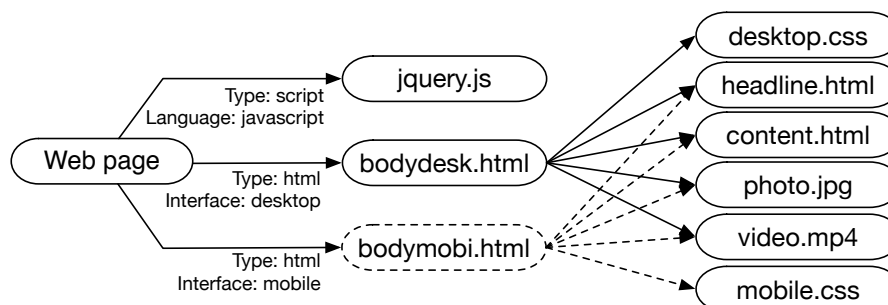 desktop.css
headline.html
jquery.js
Type: script
Language: javascript
content.html
Web page
bodydesk.html
Type: html
Interface: desktop
photo.jpg
bodymobi.html
video.mp4
Type: html
Interface: mobile
mobile.css